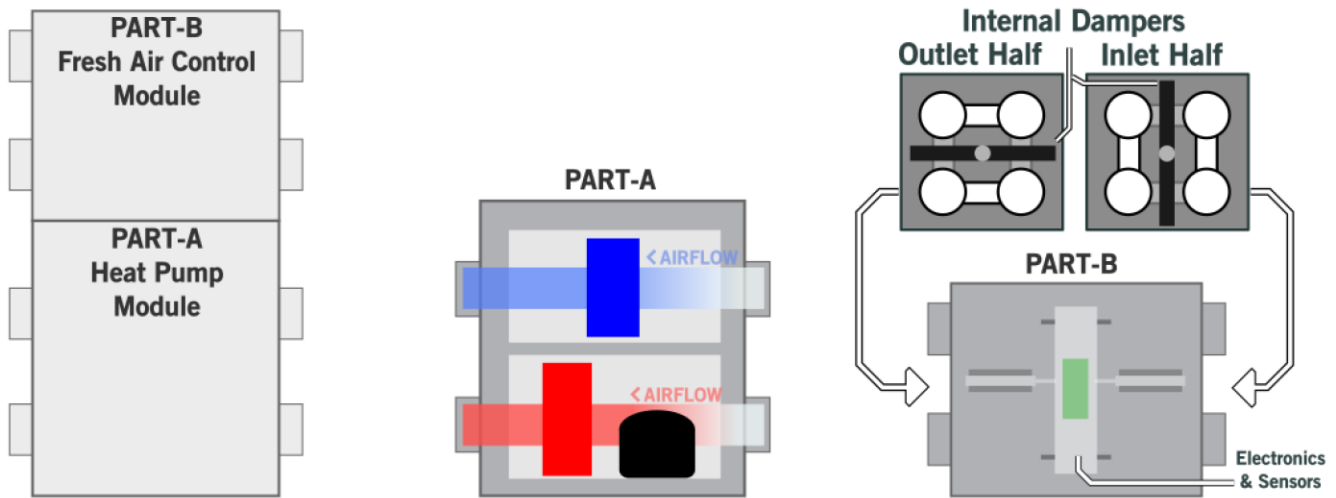 PART-B
Fresh Air Control
Module
PART-A
Heat Pump
Module
PART-A
< AIRFLOW
< AIRFLOW
Internal Dampers
Outlet Half
Inlet Half
PART-B
Electronics
& Sensors